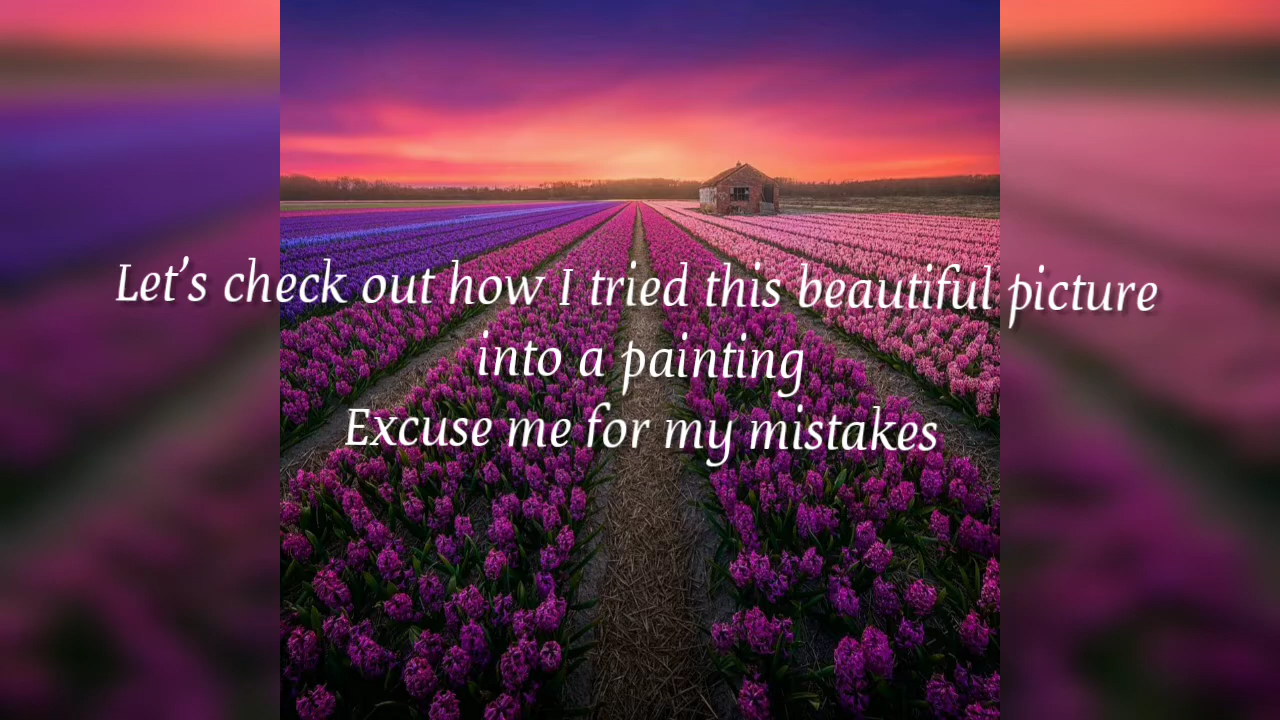 Let's check out how I tried this beautiful picture
into a painting
Excuse me for my mistakes